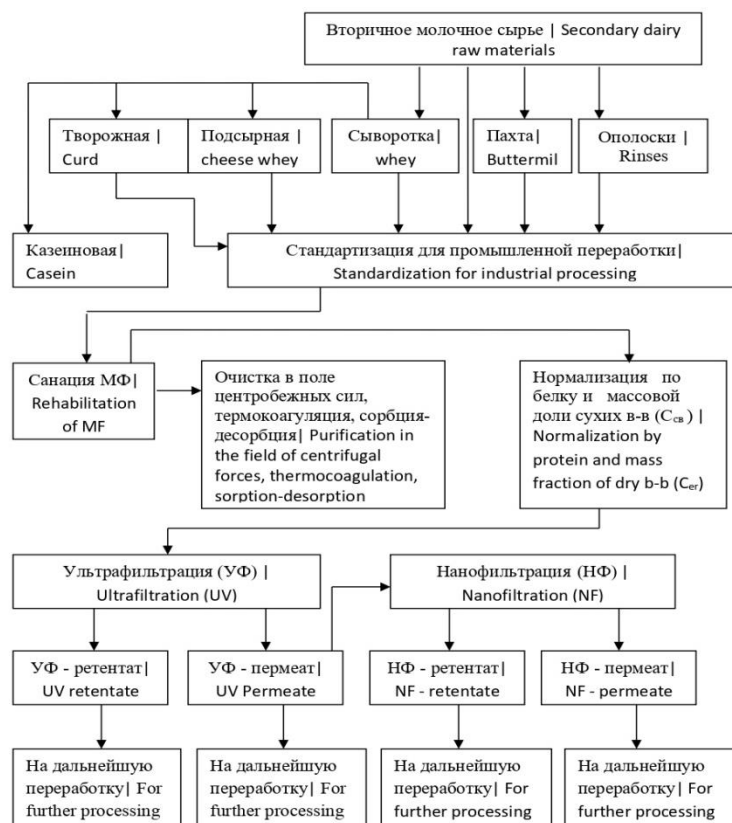 Вторичное молочное сырье | Secondary dairy
raw materials
Творожная |
Curd
Подсырная |
cheese whey
Сыворотка|
whey
Пахта|
Buttermil
Ополоски |
Rinses
Казеиновая|
Casein
Стандартизация для промышленной переработки|
Standardization for industrial processing
Санация МФ|
Rehabilitation
of MF
Очистка в поле
центробежных сил,
термокоагуляция, сорбция-
десорбция| Purification in
the field of centrifugal
forces, thermocoagulation,
sorption-desorption
Нормализация по
белку и массовой
доли сухих в-в (Ссв ) |
Normalization by
protein and mass
fraction of dry b-b (Cer)
Ультрафильтрация (УФ) |
Ultrafiltration (UV)
Нанофильтрация (НФ) |
Nanofiltration (NF)
УФ - ретентат|
UV retentate
УФ - пермеат|
UV Permeate
НФ - ретентат|
NF - retentate
НФ - пермеат|
NF - permeate
На дальнейшую
переработку| For
further processing
На дальнейшую
переработку| For
further processing
На дальнейшую
переработку| For
further processing
На дальнейшую
переработку| For
further processing